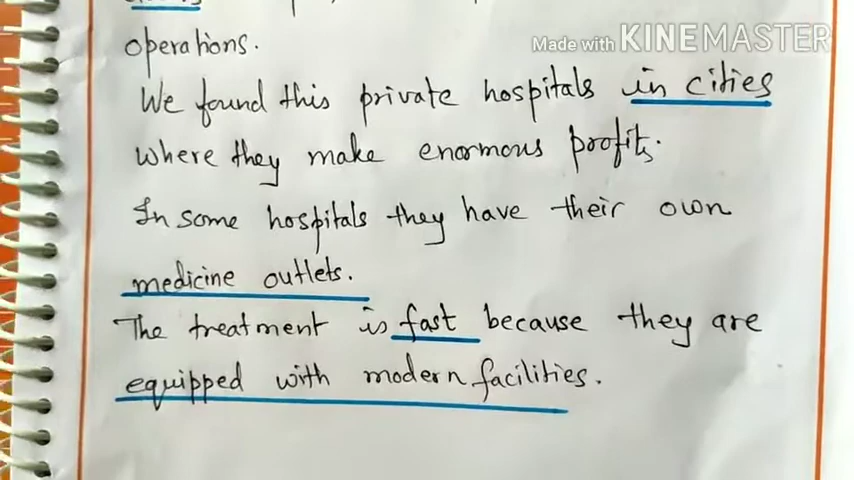 Made with KINEMASTER
operations.
We found this private hospitals in cities
where they make enormous profits.
In some hospitals they have their own
medicine outlets.
The treatment is fast because they are
equipped with modern facilities.